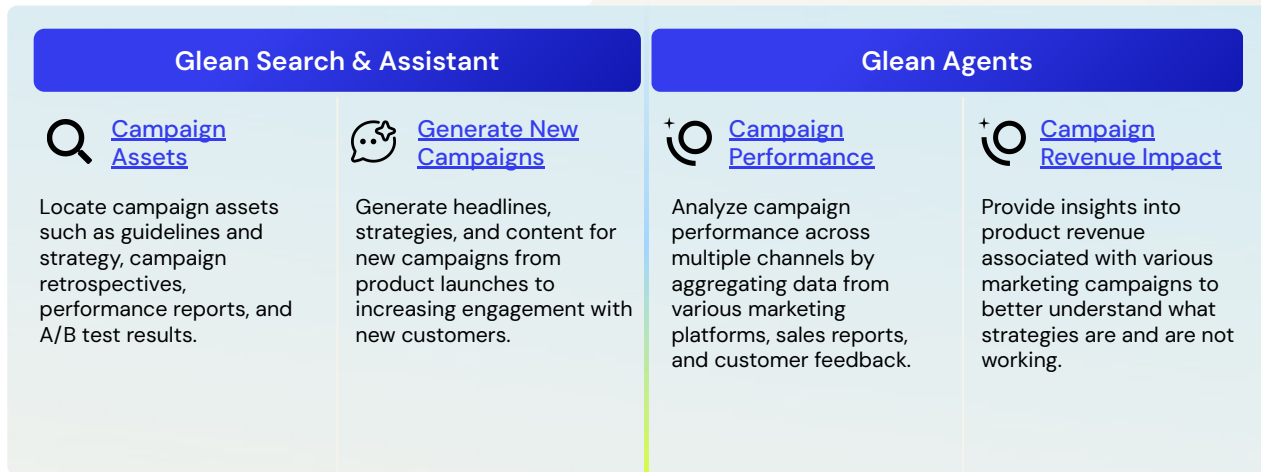 Glean Search & Assistant
Campaign
Assets
Locate campaign assets
such as guidelines and
strategy, campaign
retrospectives,
performance reports, and
A/B test results.
Generate New
Campaigns
Generate headlines,
strategies, and content for
new campaigns from
product launches to
increasing engagement with
new customers.
Glean Agents
Campaign
Performance
Analyze campaign
performance across
multiple channels by
aggregating data from
various marketing
platforms, sales reports,
and customer feedback.
Campaign
Revenue Impact
Provide insights into
product revenue
associated with various
marketing campaigns to
better understand what
strategies are and are not
working.